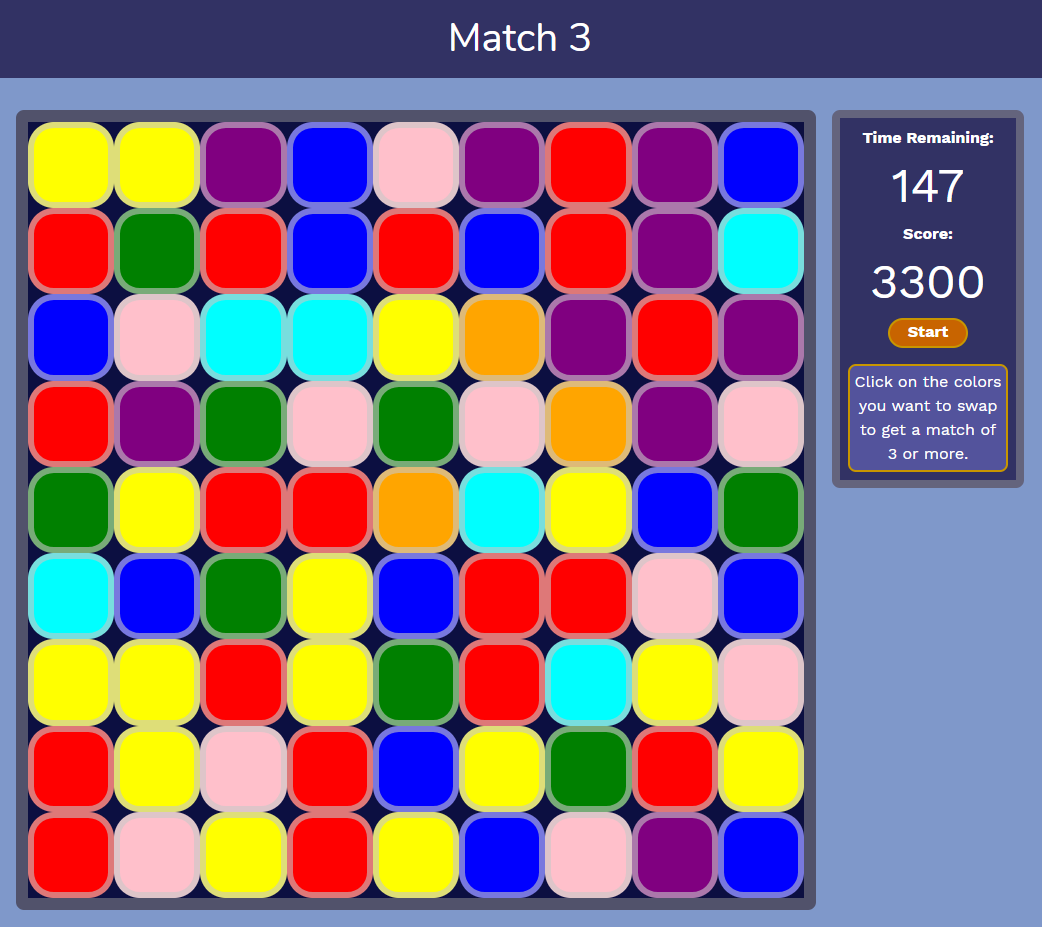 Match 3
Time Remaining:
147
Score:
3300
Start
Click on the colors
you want to swap
to get a match of
3 or more.